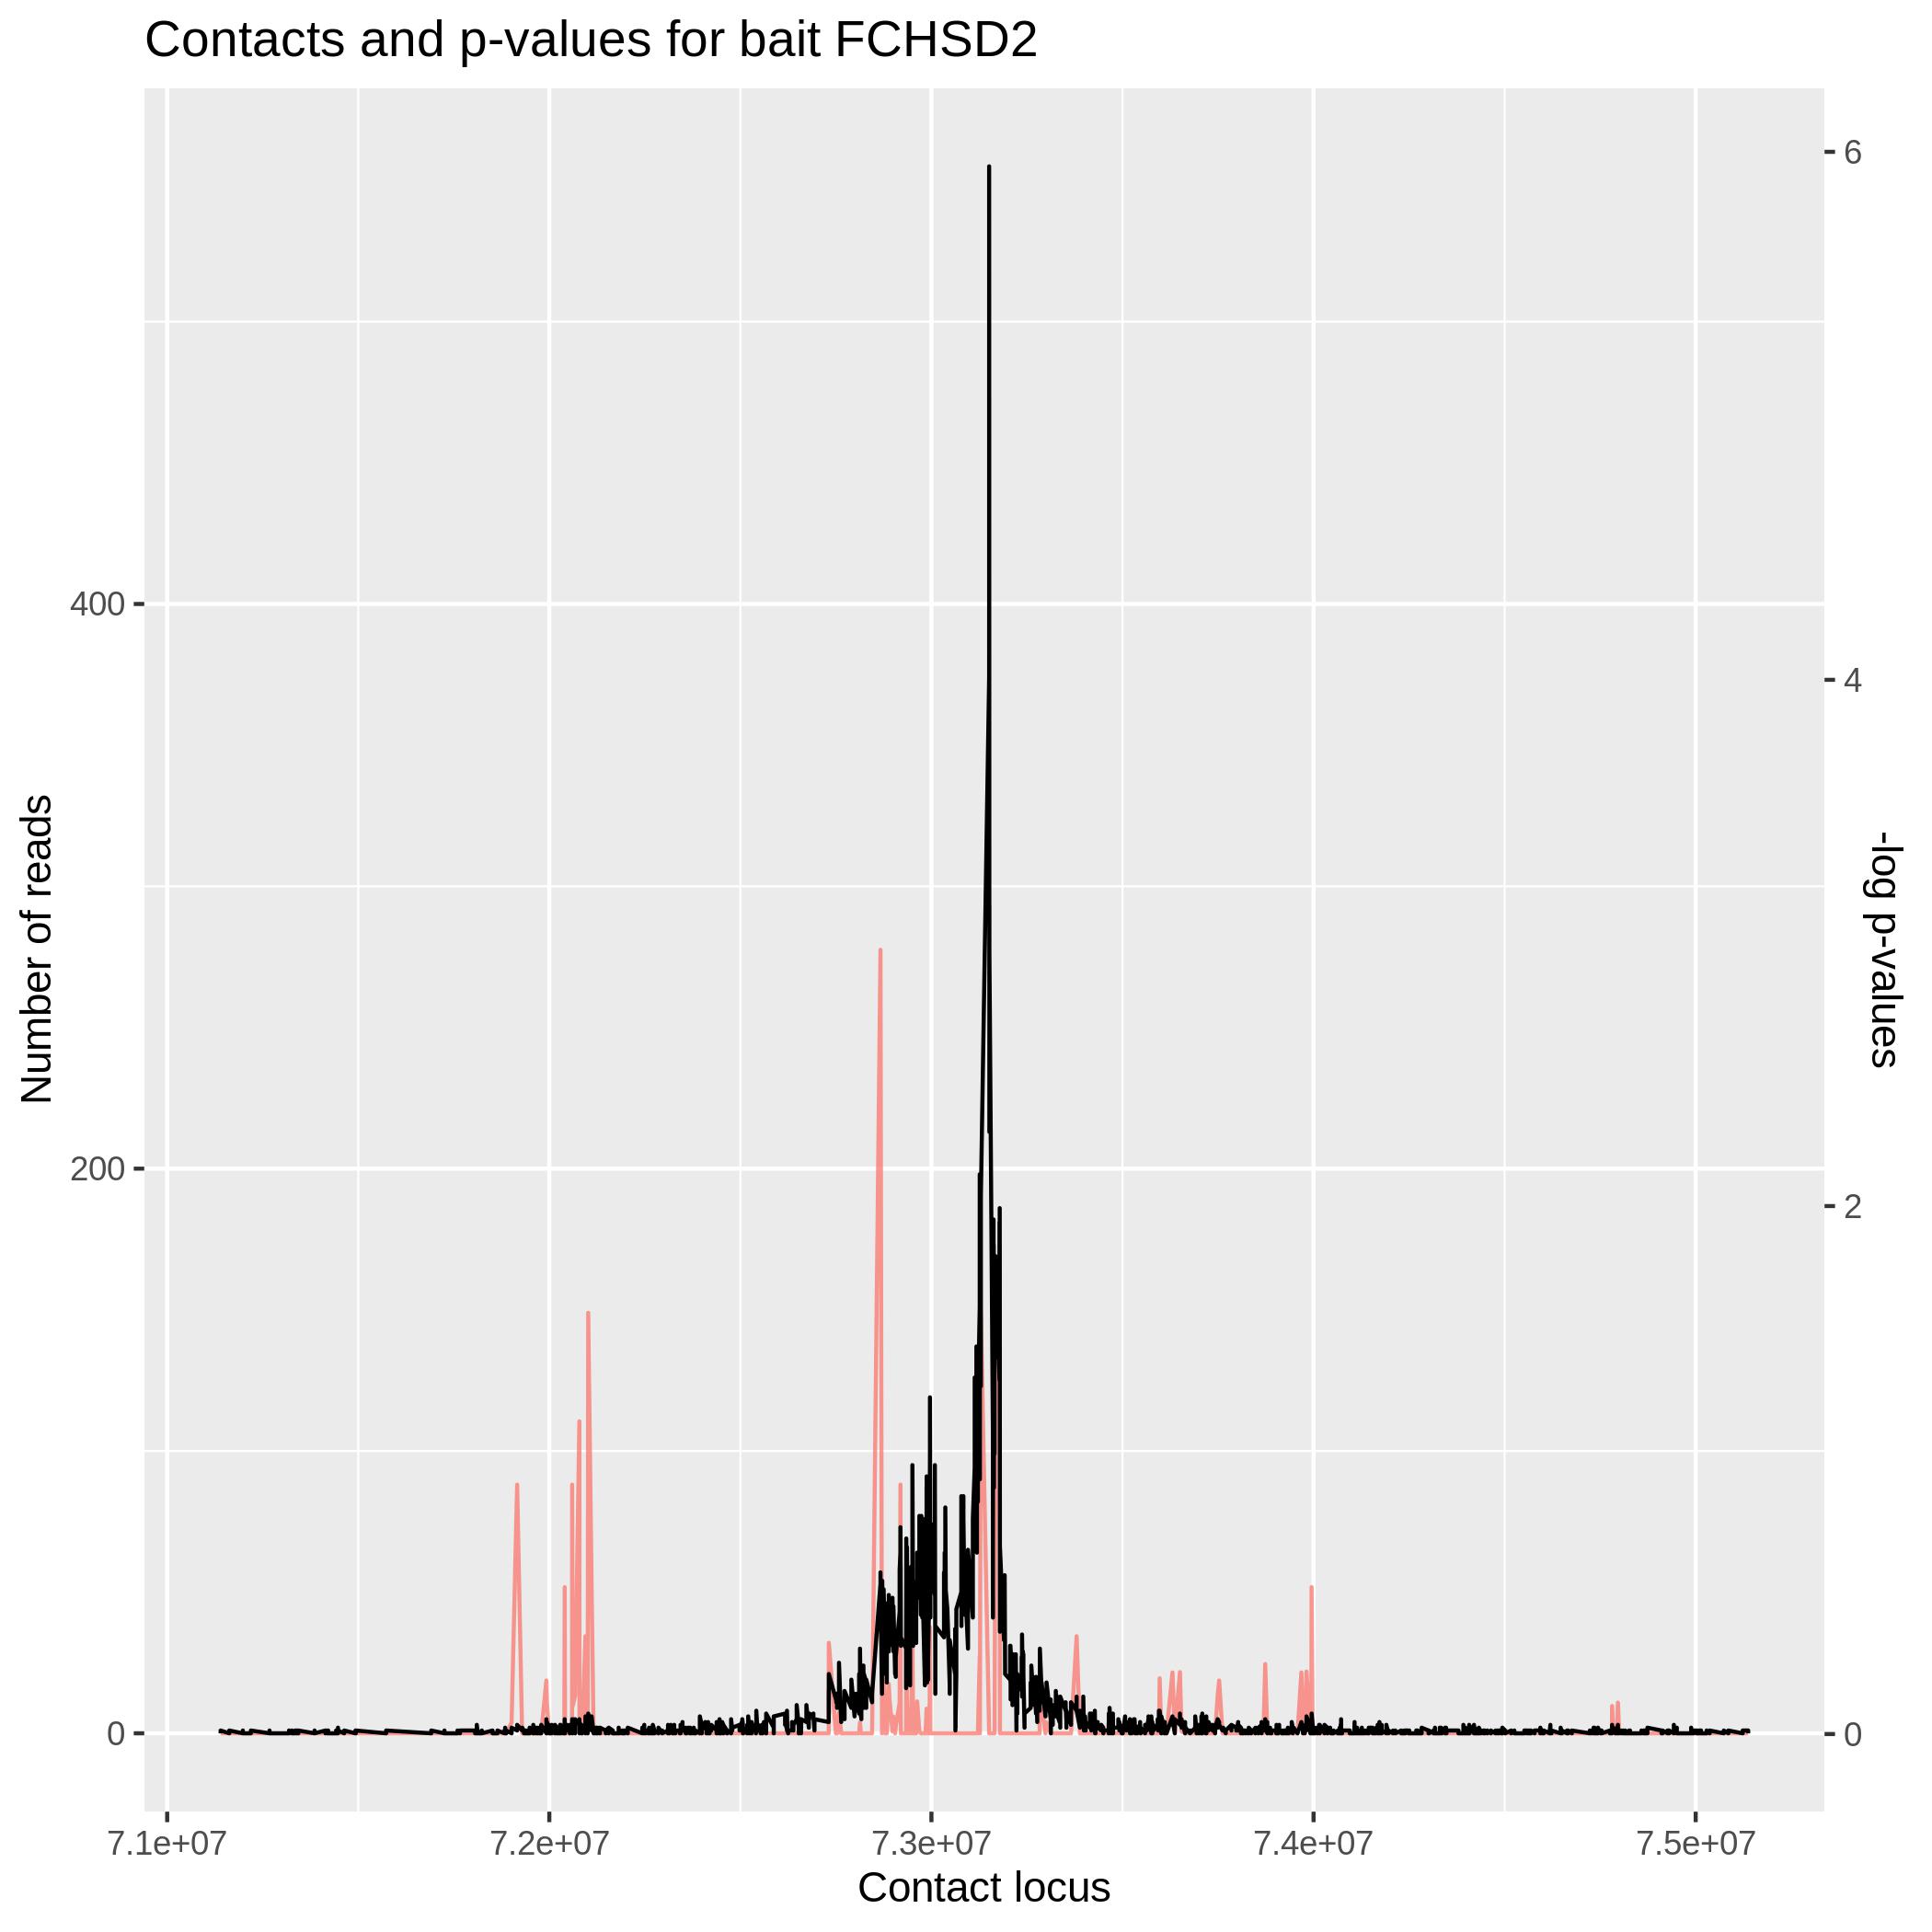 Contacts and p-values for bait FCHSD2
Number of reads
400
200
0
6
4
2
0
-log p-values
7.1e+07
7.2e+07
7.3e+07
7.4e+07
7.5e+07
Contact locus